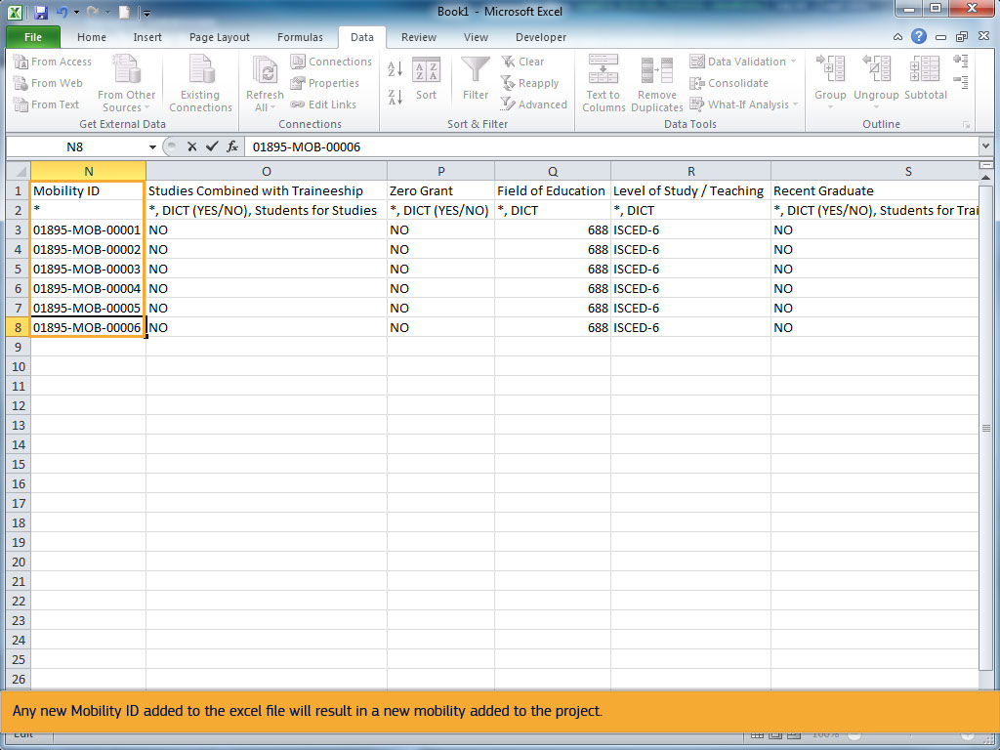 Book1 - Microsoft Excel
File Home Insert Page Layout Formulas Data Review View Developer
From Access
From Web
From Text
From Other Sources
Existing Connections
Get External Data
Refresh All
Connections
Properties
Edit Links
Connections
Sort
Filter
Clear
Reapply
Advanced
Sort & Filter
Text to Columns
Remove Duplicates
Data Validation
Consolidate
What-If Analysis
Data Tools
Group
Ungroup
Subtotal
Outline
N8 fx 01895-MOB-00006
N O P Q R S
1 Mobility ID Studies Combined with Traineeship Zero Grant Field of Education Level of Study / Teaching Recent Graduate
2 * *, DICT (YES/NO), Students for Studies *, DICT (YES/NO) *, DICT *, DICT *, DICT (YES/NO), Students for Trai
3 01895-MOB-00001 NO NO 688 ISCED-6 NO
4 01895-MOB-00002 NO NO 688 ISCED-6 NO
5 01895-MOB-00003 NO NO 688 ISCED-6 NO
6 01895-MOB-00004 NO NO 688 ISCED-6 NO
7 01895-MOB-00005 NO NO 688 ISCED-6 NO
8 01895-MOB-00006 NO NO 688 ISCED-6 NO
9
10
11
12
13
14
15
16
17
18
19
20
21
22
23
24
25
26
Any new Mobility ID added to the excel file will result in a new mobility added to the project.
Edit 100%